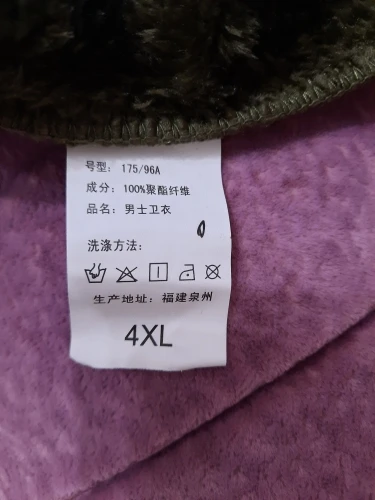 号型: 175/96A
成分: 100%聚酯纤维
品名: 男士卫衣
洗涤方法:
生产地址: 福建泉州
4XL